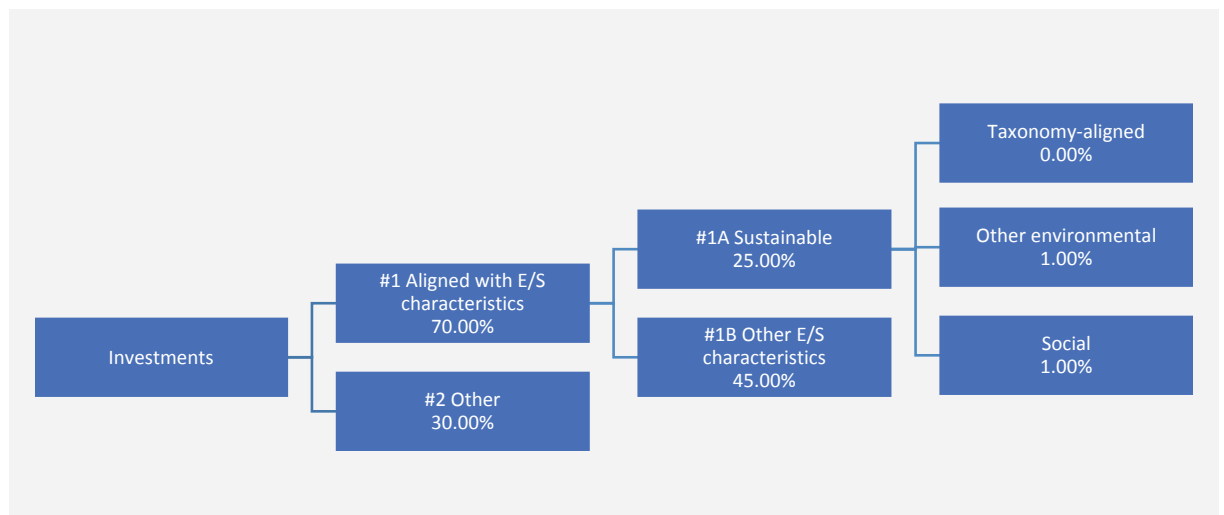 Investments
#1 Aligned with E/S
characteristics
70.00%
#2 Other
30.00%
#1A Sustainable
25.00%
#1B Other E/S
characteristics
45.00%
Taxonomy-aligned
0.00%
Other environmental
1.00%
Social
1.00%